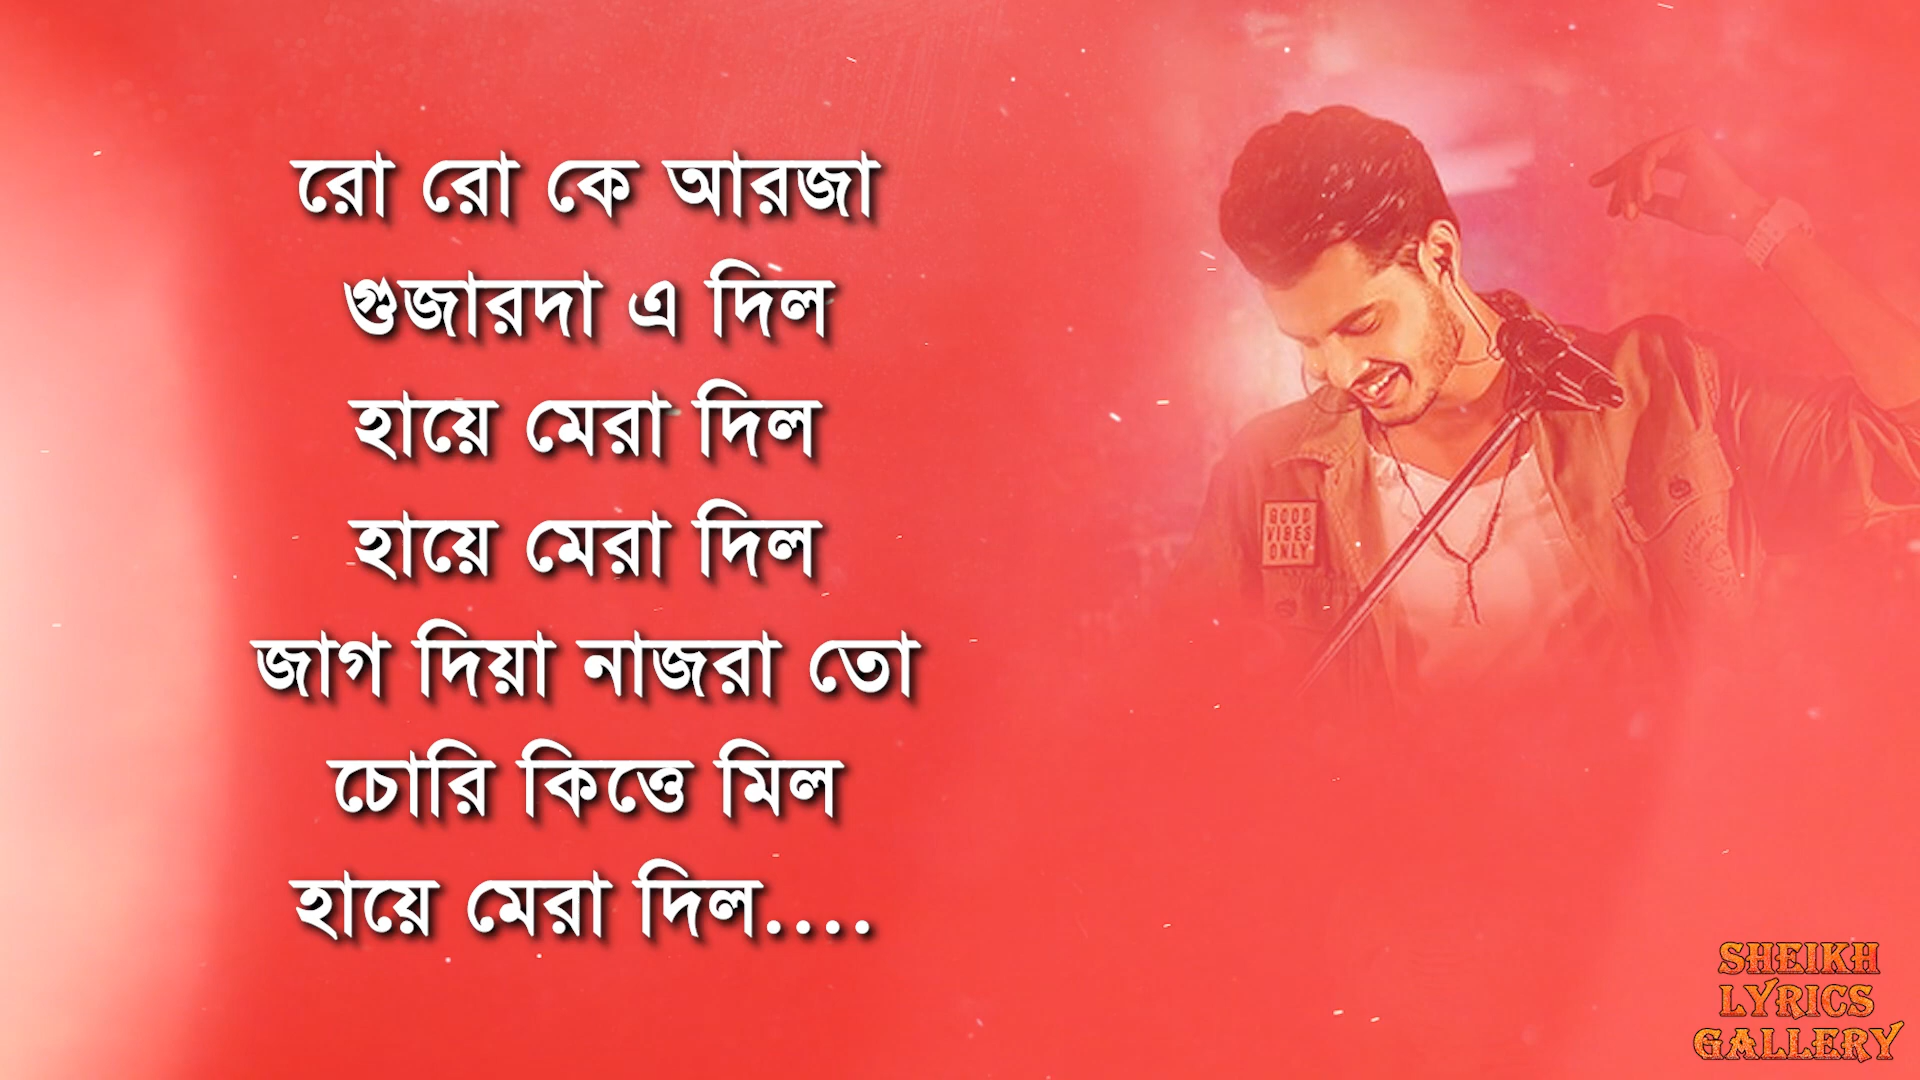 রো রো কে আরজা
গুজারদা এ দিল
হায়ে মেরা দিল
হায়ে মেরা দিল
জাগ দিয়া নাজরা তো
চোরি কিত্তে মিল
হায়ে মেরা দিল....
GOOD
VIBES
ONLY
SHEIKH
LYRICS
GALLERY